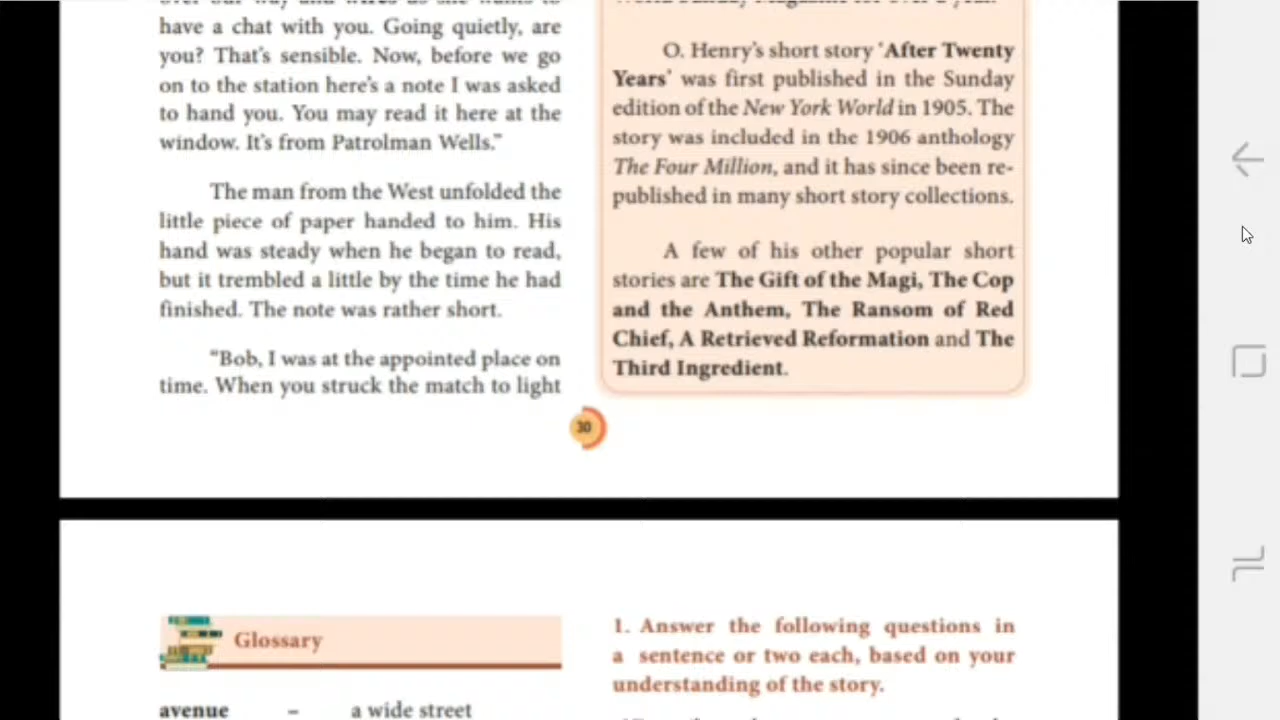 have a chat with you. Going quietly, are
you? That's sensible. Now, before we go
on to the station here's a note I was asked
to hand you. You may read it here at the
window. It's from Patrolman Wells."
The man from the West unfolded the
little piece of paper handed to him. His
hand was steady when he began to read,
but it trembled a little by the time he had
finished. The note was rather short.
"Bob, I was at the appointed place on
time. When you struck the match to light
O. Henry's short story 'After Twenty
Years' was first published in the Sunday
edition of the New York World in 1905. The
story was included in the 1906 anthology
The Four Million, and it has since been re-
published in many short story collections.
A few of his other popular short
stories are The Gift of the Magi, The Cop
and the Anthem, The Ransom of Red
Chief, A Retrieved Reformation and The
Third Ingredient.
30
Glossary
avenue – a wide street
1. Answer the following questions in
a sentence or two each, based on your
understanding of the story.